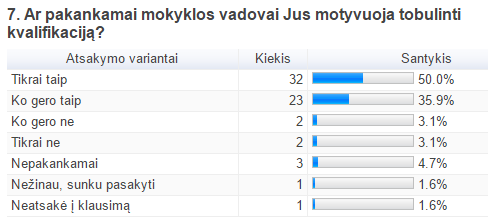 7. Ar pakankamai mokyklos vadovai Jus motyvuoja tobulinti
kvalifikaciją?
Atsakymo variantai Kiekis Santykis
Tikrai taip 32 50.0%
Ko gero taip 23 35.9%
Ko gero ne 2 3.1%
Tikrai ne 2 3.1%
Nepakankamai 3 4.7%
Nežinau, sunku pasakyti 1 1.6%
Neatsakė į klausimą 1 1.6%